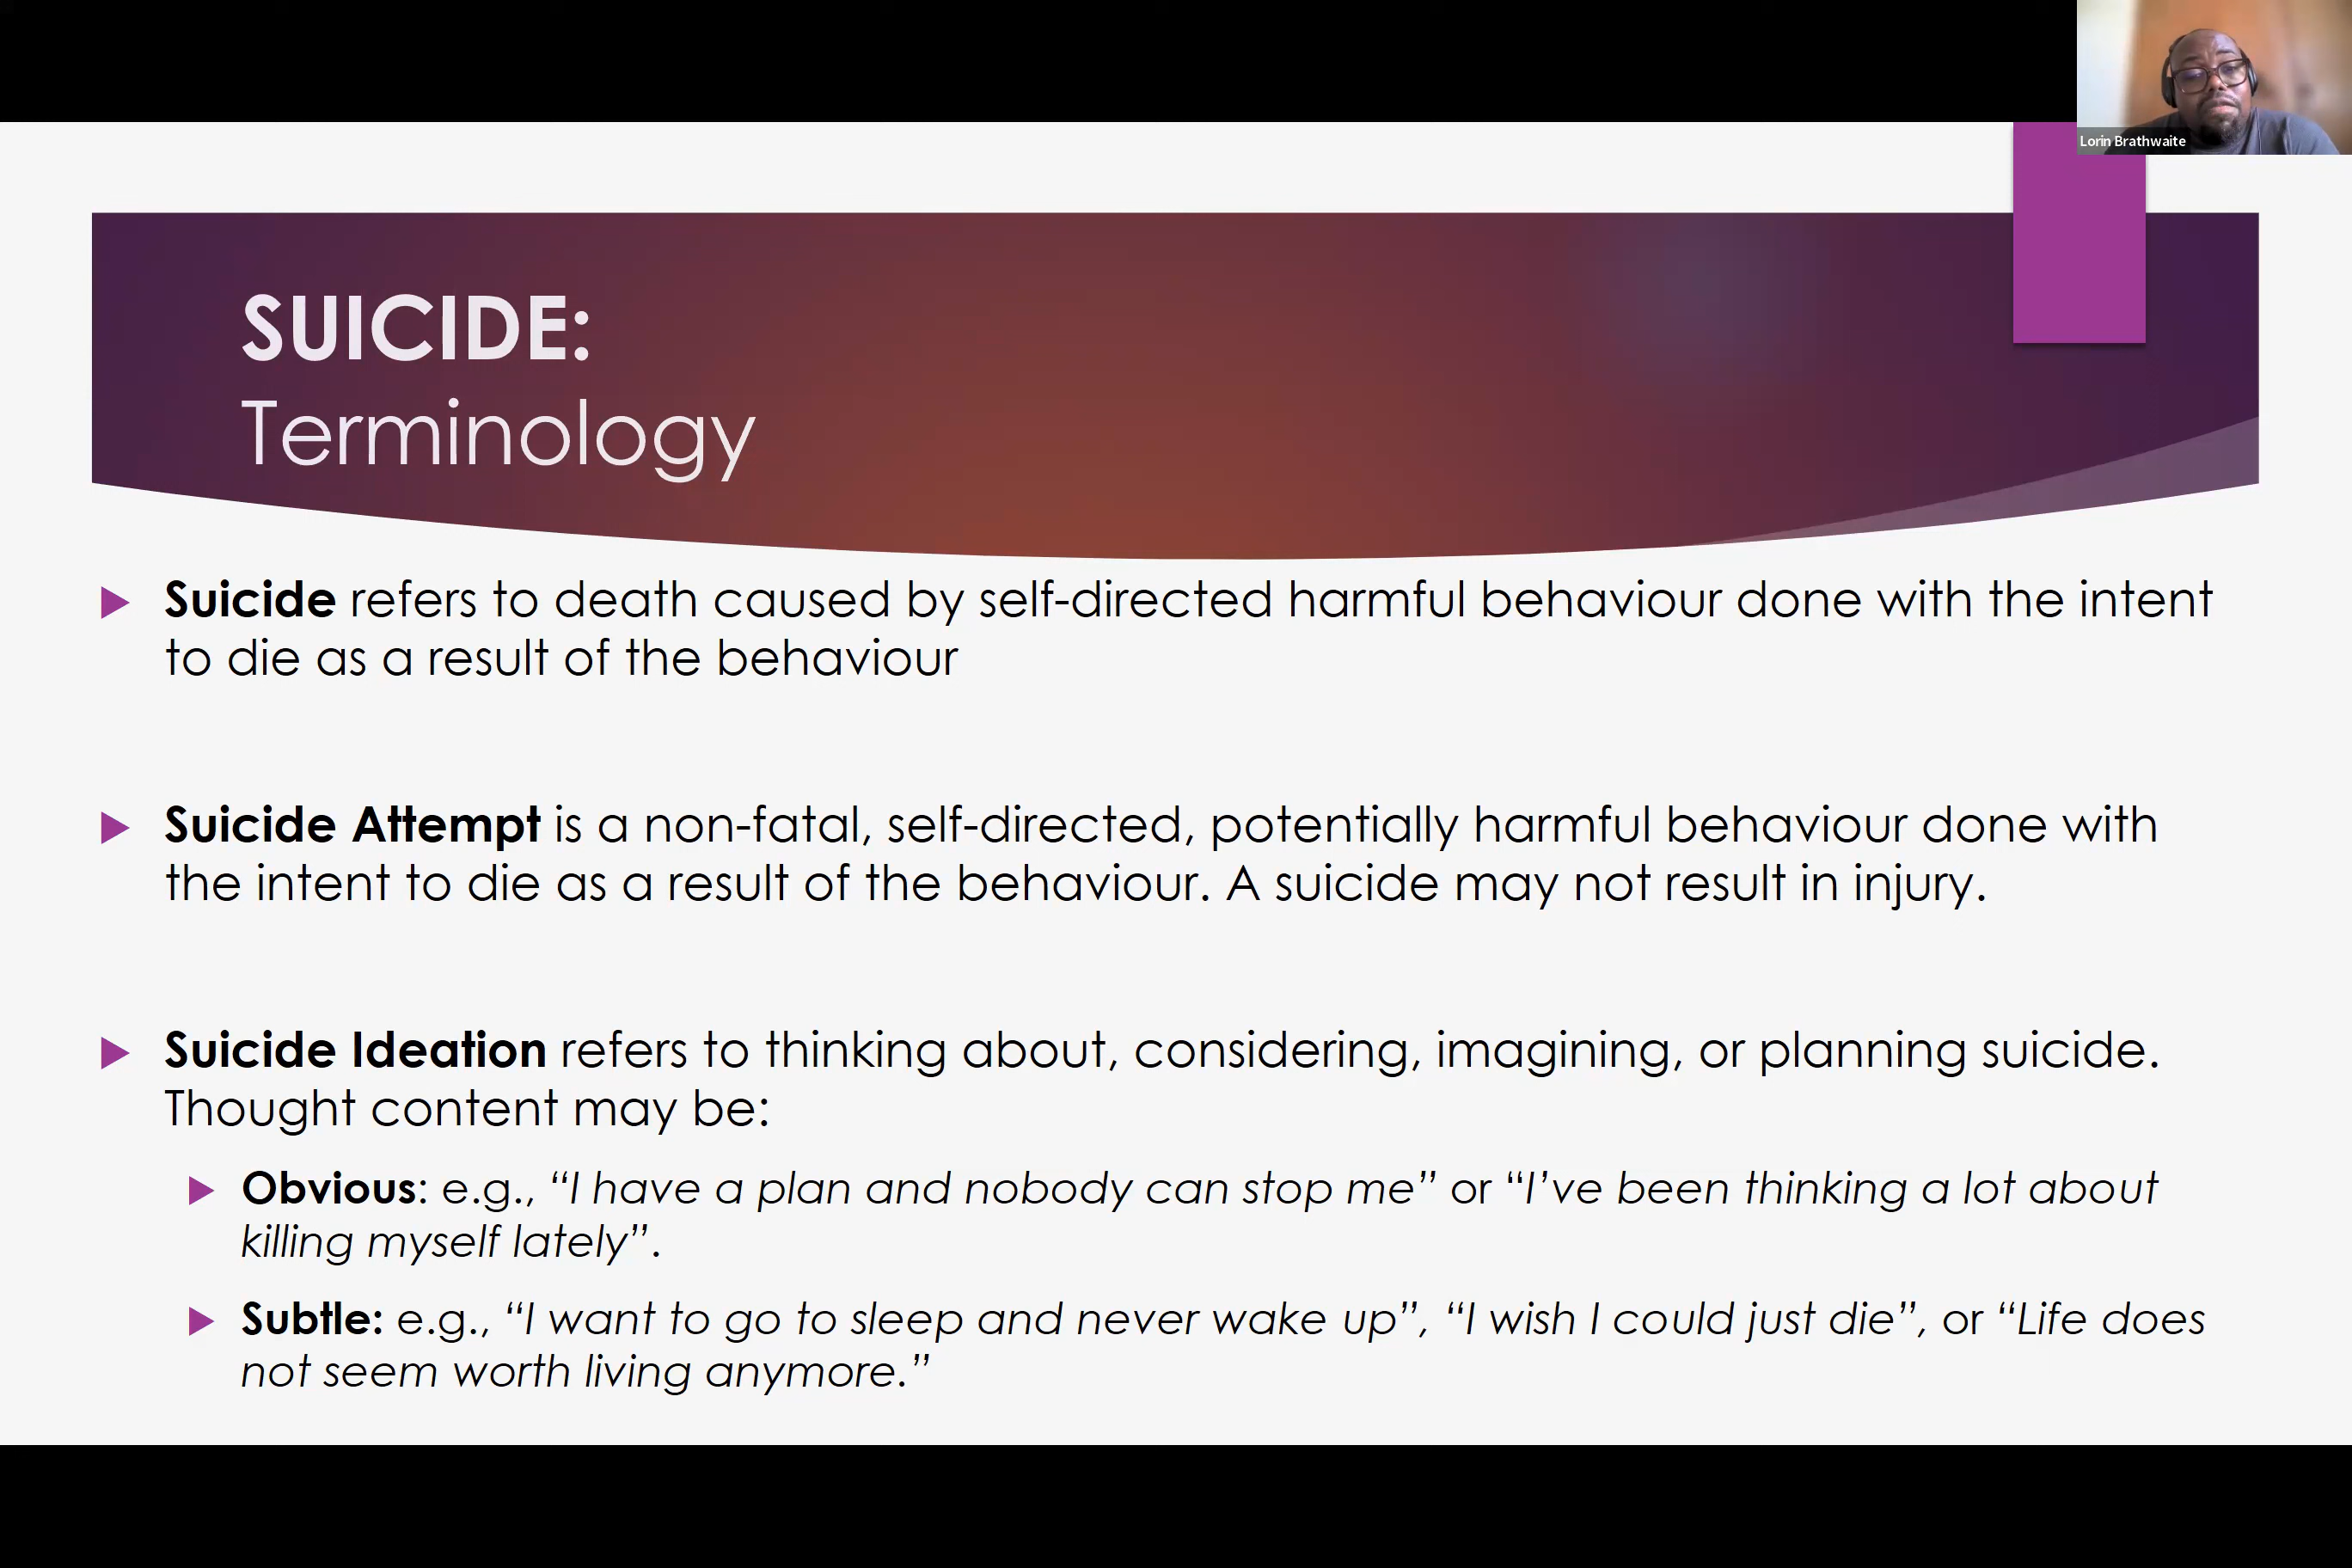 Lorin Brathwaite
SUICIDE:
Terminology
Suicide refers to death caused by self-directed harmful behaviour done with the intent
to die as a result of the behaviour
Suicide Attempt is a non-fatal, self-directed, potentially harmful behaviour done with
the intent to die as a result of the behaviour. A suicide may not result in injury.
Suicide Ideation refers to thinking about, considering, imagining, or planning suicide.
Thought content may be:
Obvious: e.g., “I have a plan and nobody can stop me” or “I’ve been thinking a lot about
killing myself lately”.
Subtle: e.g., “I want to go to sleep and never wake up”, “I wish I could just die”, or “Life does
not seem worth living anymore.”